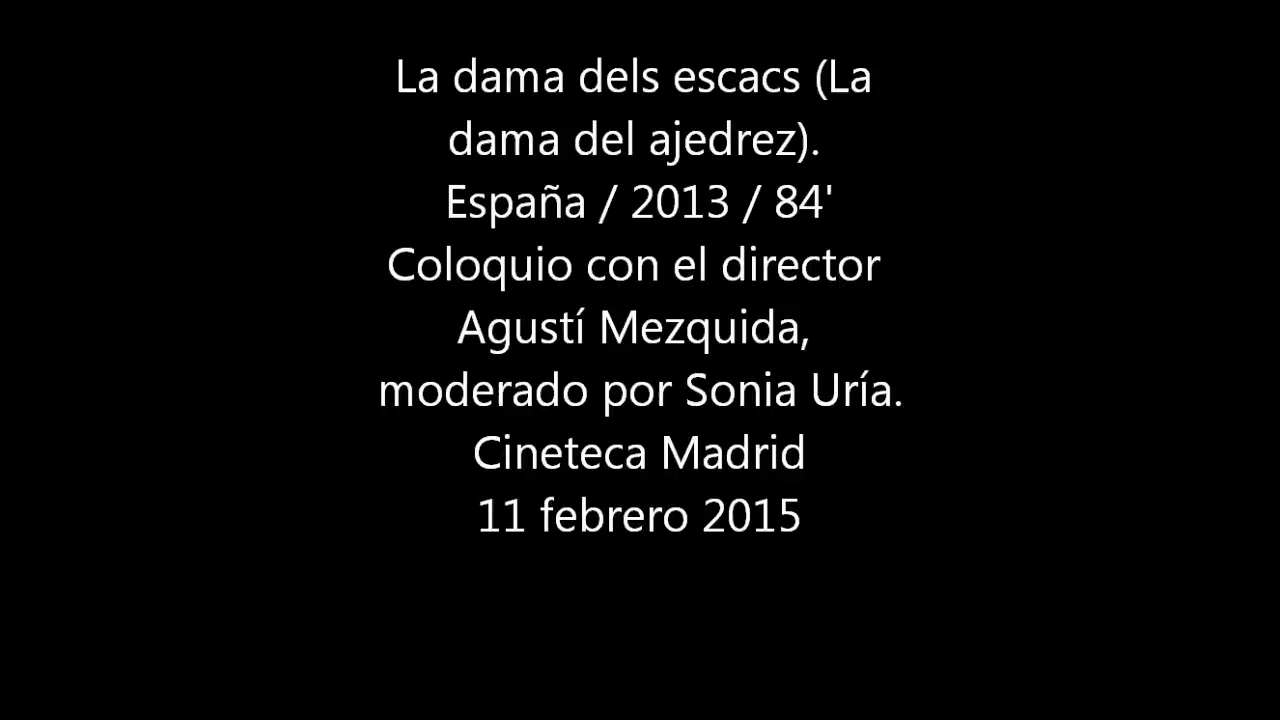 La dama dels escacs (La
dama del ajedrez).
España / 2013 / 84'
Coloquio con el director
Agustí Mezquida,
moderado por Sonia Uría.
Cineteca Madrid
11 febrero 2015